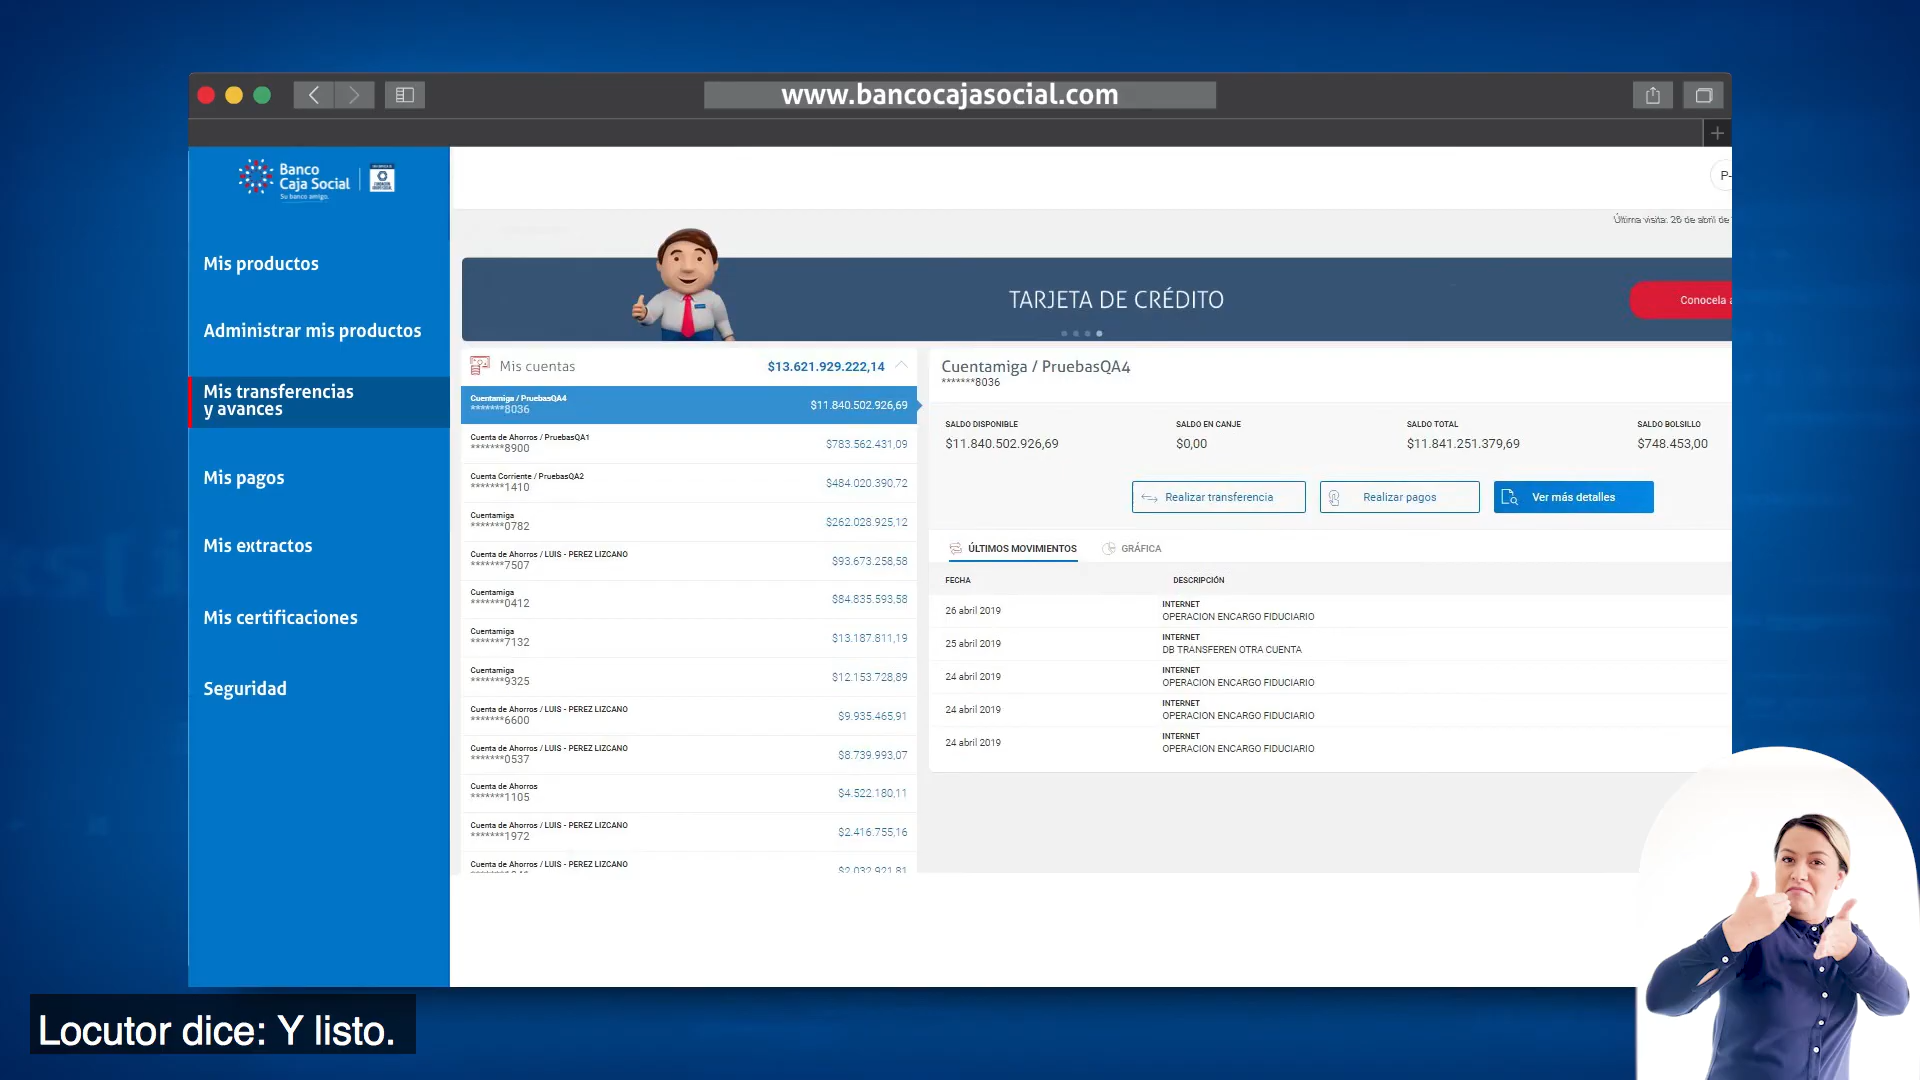 www.bancocajasocial.com
Banco
Caja Social
Su banco amigo.
P-
Última visita: 26 de abril de
Mis productos
Administrar mis productos
Mis transferencias
y avances
Mis pagos
Mis extractos
Mis certificaciones
Seguridad
TARJETA DE CRÉDITO
Conocela a
Mis cuentas
$13.621.929.222,14
Cuentamiga / PruebasQA4
*******8036
$11.840.502.926,69
Cuenta de Ahorros / PruebasQA1
*******8900
$783.562.431,09
Cuenta Corriente / PruebasQA2
*******1410
$484.020.390,72
Cuentamiga
*******0782
$262.028.925,12
Cuenta de Ahorros / LUIS - PEREZ LIZCANO
*******7507
$93.673.258,58
Cuentamiga
*******0412
$84.835.593,58
Cuentamiga
*******7132
$13.187.811,19
Cuentamiga
*******9325
$12.153.728,89
Cuenta de Ahorros / LUIS - PEREZ LIZCANO
*******6600
$9.935.465,91
Cuenta de Ahorros / LUIS - PEREZ LIZCANO
*******0537
$8.739.993,07
Cuenta de Ahorros
*******1105
$4.522.180,11
Cuenta de Ahorros / LUIS - PEREZ LIZCANO
*******1972
$2.416.755,16
Cuenta de Ahorros / LUIS - PEREZ LIZCANO
$2.032.921,81
Cuentamiga / PruebasQA4
*******8036
SALDO DISPONIBLE
$11.840.502.926,69
SALDO EN CANJE
$0,00
SALDO TOTAL
$11.841.251.379,69
SALDO BOLSILLO
$748.453,00
Realizar transferencia
Realizar pagos
Ver más detalles
ÚLTIMOS MOVIMIENTOS
GRÁFICA
FECHA
DESCRIPCIÓN
26 abril 2019
INTERNET
OPERACION ENCARGO FIDUCIARIO
25 abril 2019
INTERNET
DB TRANSFEREN OTRA CUENTA
24 abril 2019
INTERNET
OPERACION ENCARGO FIDUCIARIO
24 abril 2019
INTERNET
OPERACION ENCARGO FIDUCIARIO
24 abril 2019
INTERNET
OPERACION ENCARGO FIDUCIARIO
Locutor dice: Y listo.